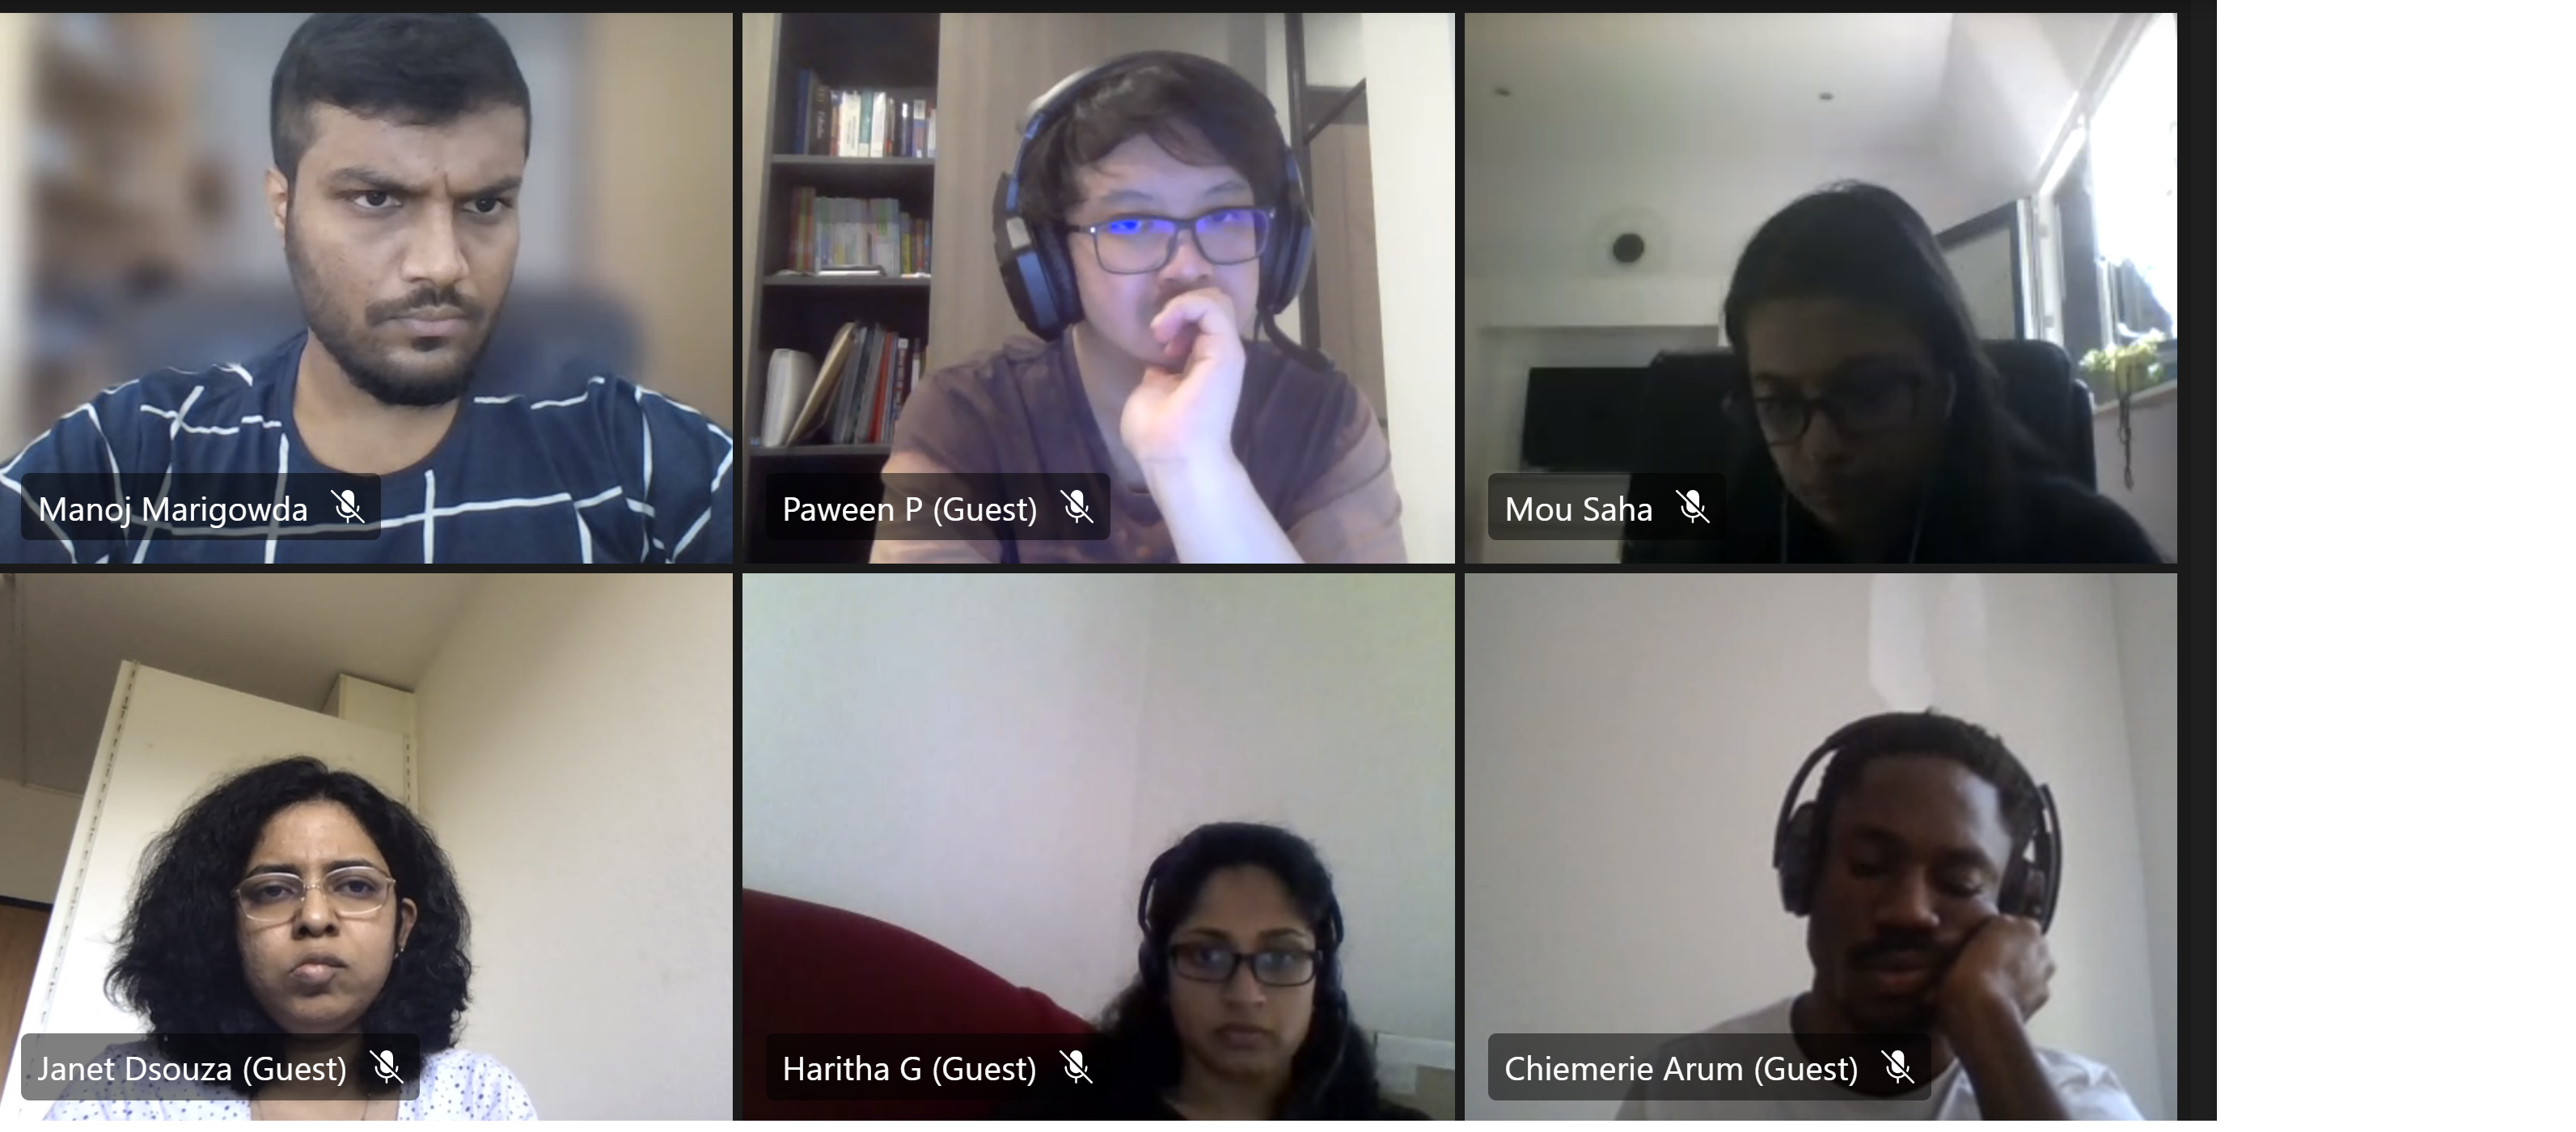 Manoj Marigowda
Paween P (Guest)
Mou Saha
Janet Dsouza (Guest)
Haritha G (Guest)
Chiemerie Arum (Guest)